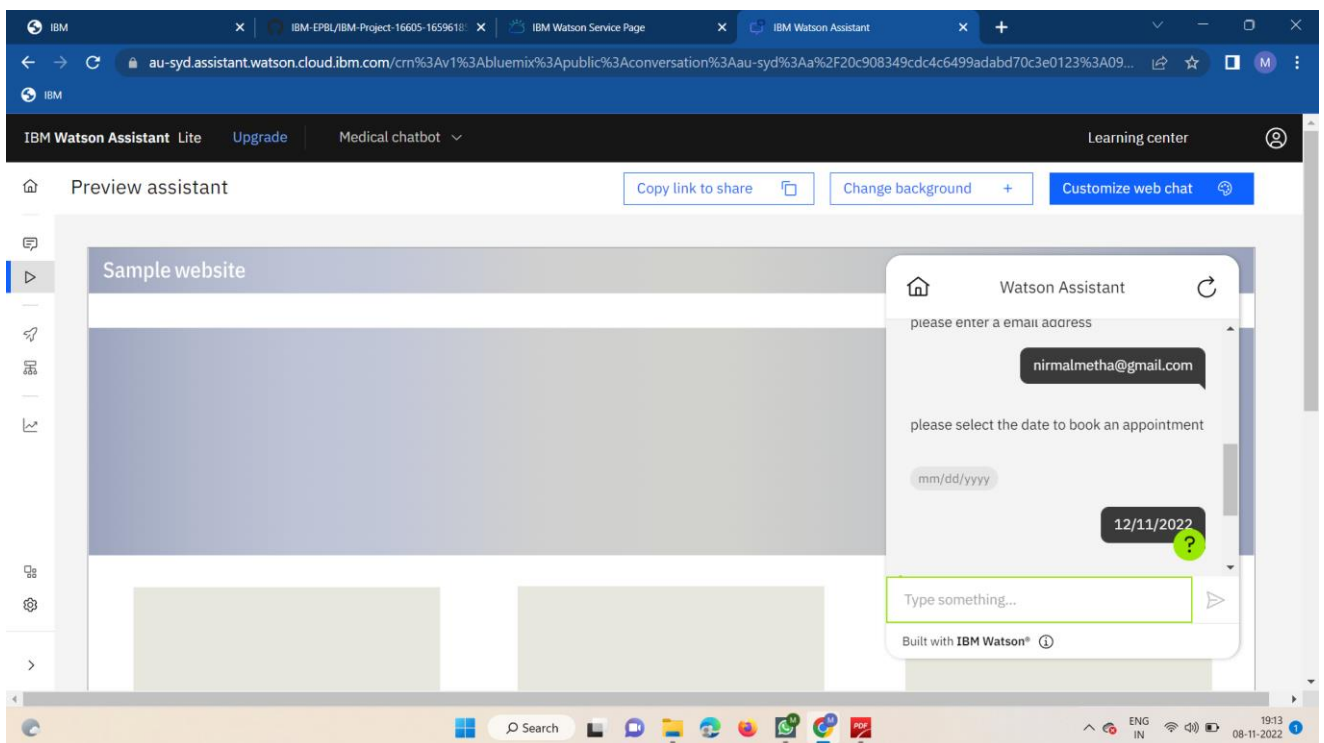 IBM
IBM-EPBL/IBM-Project-16605-1659618
IBM Watson Service Page
IBM Watson Assistant
au-syd.assistant.watson.cloud.ibm.com/crn%3Av1%3Abluemix%3Apublic%3Aconversation%3Aau-syd%3Aa%2F20c908349cdc4c6499adabd70c3e0123%3A09...
M
IBM
IBM Watson Assistant Lite Upgrade Medical chatbot Learning center
Preview assistant
Copy link to share
Change background +
Customize web chat
Sample website
Watson Assistant
please enter a email address
nirmalmetha@gmail.com
please select the date to book an appointment
mm/dd/yyyy
12/11/2022
?
Type something...
Built with IBM Watson®
Search
PDF
ENG
IN
19:13
08-11-2022
1